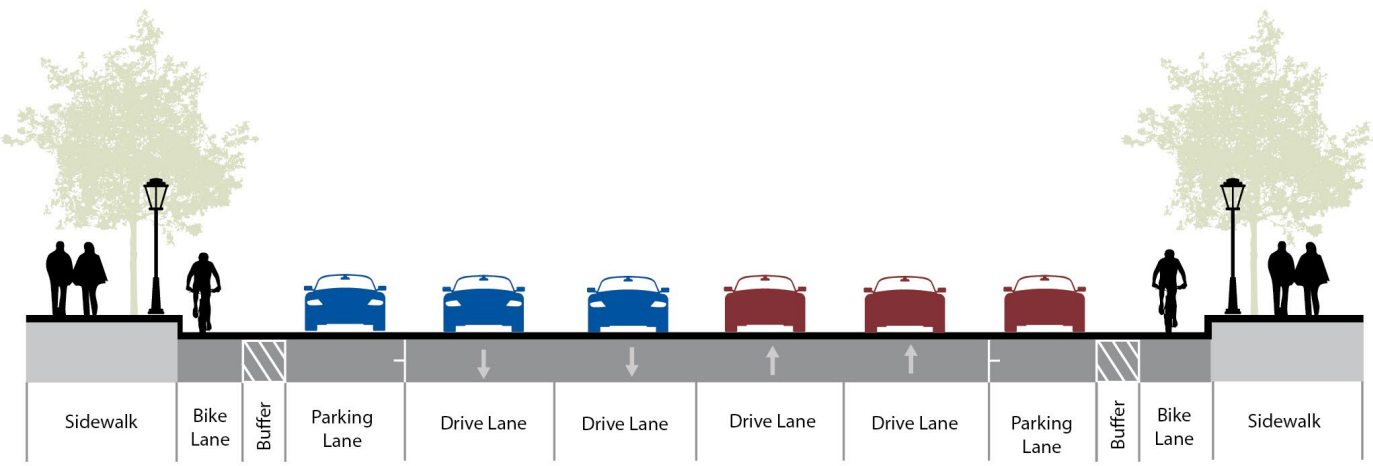 Sidewalk
Bike
Lane
Buffer
Parking
Lane
Drive Lane
Drive Lane
Drive Lane
Drive Lane
Parking
Lane
Buffer
Bike
Lane
Sidewalk